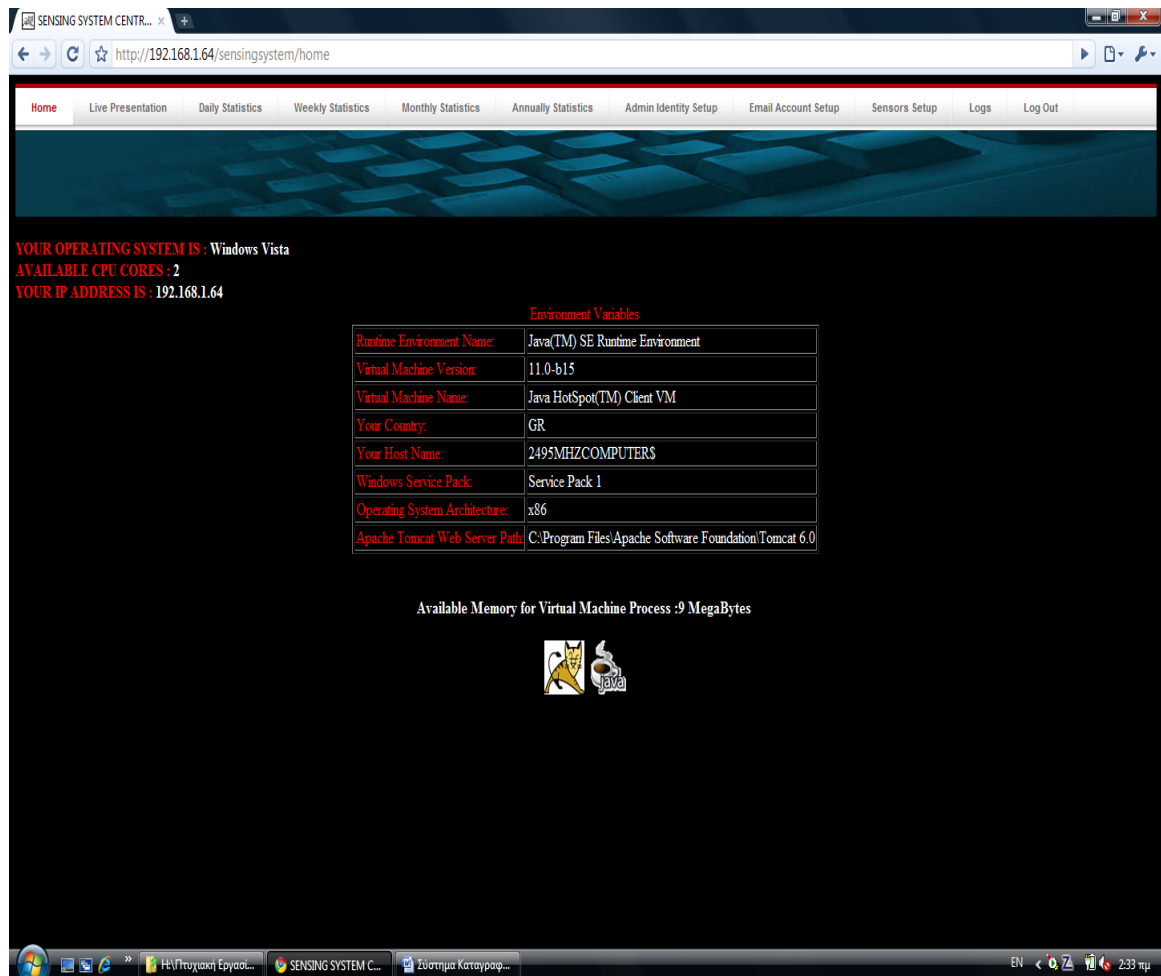 SENSING SYSTEM CENTR...
http://192.168.1.64/sensingsystem/home
Home Live Presentation Daily Statistics Weekly Statistics Monthly Statistics Annually Statistics Admin Identity Setup Email Account Setup Sensors Setup Logs Log Out
YOUR OPERATING SYSTEM IS : Windows Vista
AVAILABLE CPU CORES : 2
YOUR IP ADDRESS IS : 192.168.1.64
Environment Variables
Runtime Environment Name: Java(TM) SE Runtime Environment
Virtual Machine Version: 11.0-b15
Virtual Machine Name: Java HotSpot(TM) Client VM
Your Country: GR
Your Host Name: 2495MHZCOMPUTER$
Windows Service Pack: Service Pack 1
Operating System Architecture: x86
Apache Tomcat Web Server Path: C:\Program Files\Apache Software Foundation\Tomcat 6.0
Available Memory for Virtual Machine Process :9 MegaBytes
java
H:\Πτυχιακή Εργασί... SENSING SYSTEM C... Σύστημα Καταγραφ... EN 2:33 πμ